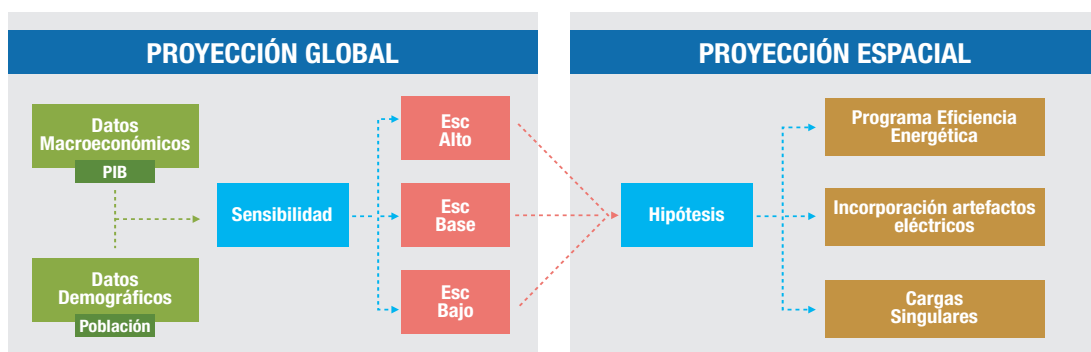 PROYECCIÓN GLOBAL
Datos
Macroeconómicos
PIB
Datos
Demográficos
Población
Sensibilidad
Esc
Alto
Esc
Base
Esc
Bajo
PROYECCIÓN ESPACIAL
Hipótesis
Programa Eficiencia
Energética
Incorporación artefactos
eléctricos
Cargas
Singulares